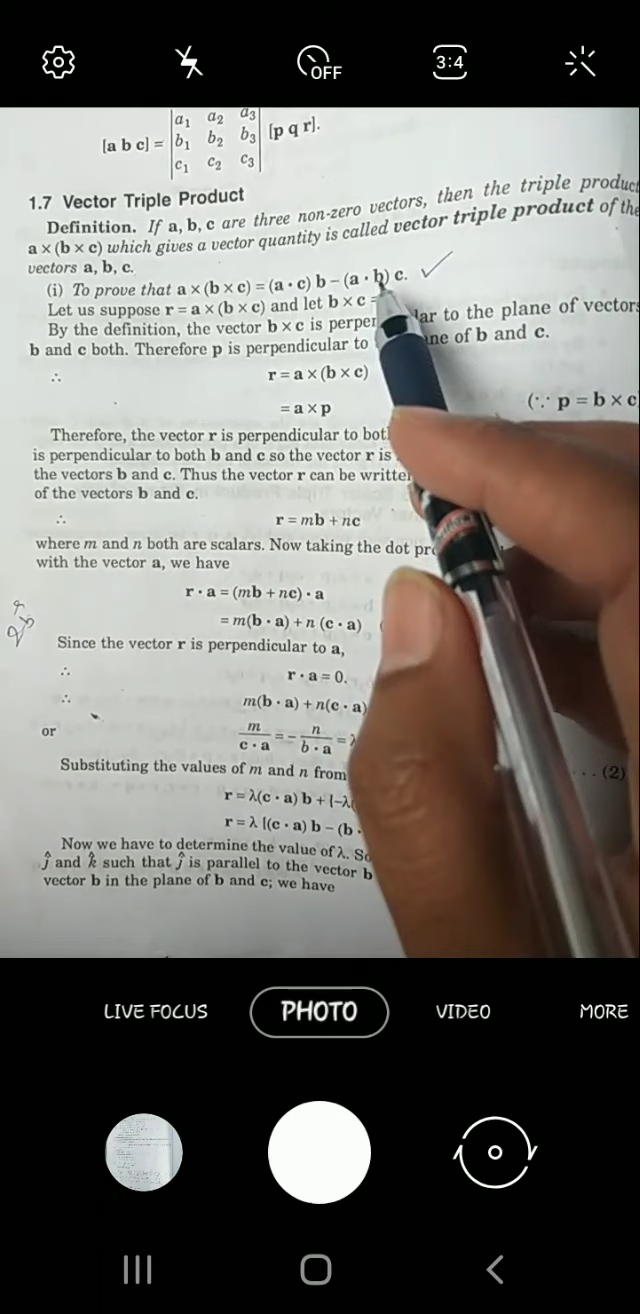 OFF
3:4
[a b c] = | a1 a2 a3 | [p q r].
| b1 b2 b3 |
| c1 c2 c3 |
1.7 Vector Triple Product
Definition. If a, b, c are three non-zero vectors, then the triple product
a × (b × c) which gives a vector quantity is called vector triple product of the
vectors a, b, c.
(i) To prove that a × (b × c) = (a · c) b − (a · b) c.
Let us suppose r = a × (b × c) and let b × c =
By the definition, the vector b × c is to the plane of vectors
b and c both. Therefore p is perpendicular to of b and c.
∴ r = a × (b × c)
= a × p (∵ p = b × c
Therefore, the vector r is perpendicular to
is perpendicular to both b and c so the vector r is
the vectors b and c. Thus the vector r can be
of the vectors b and c.
∴ r = mb + nc
where m and n both are scalars. Now taking the dot
with the vector a, we have
r · a = (mb + nc) · a
= m(b · a) + n (c · a)
Since the vector r is perpendicular to a,
∴ r · a = 0.
∴ m(b · a) + n(c · a)
or m/c · a = − n/b · a = λ
Substituting the values of m and n from . . . (2)
r = λ(c · a) b + {−λ(
r = λ {(c · a) b − (b ·
Now we have to determine the value of λ.
ĵ and k̂ such that ĵ is parallel to the vector b
vector b in the plane of b and c; we have
LIVE FOCUS PHOTO VIDEO MORE